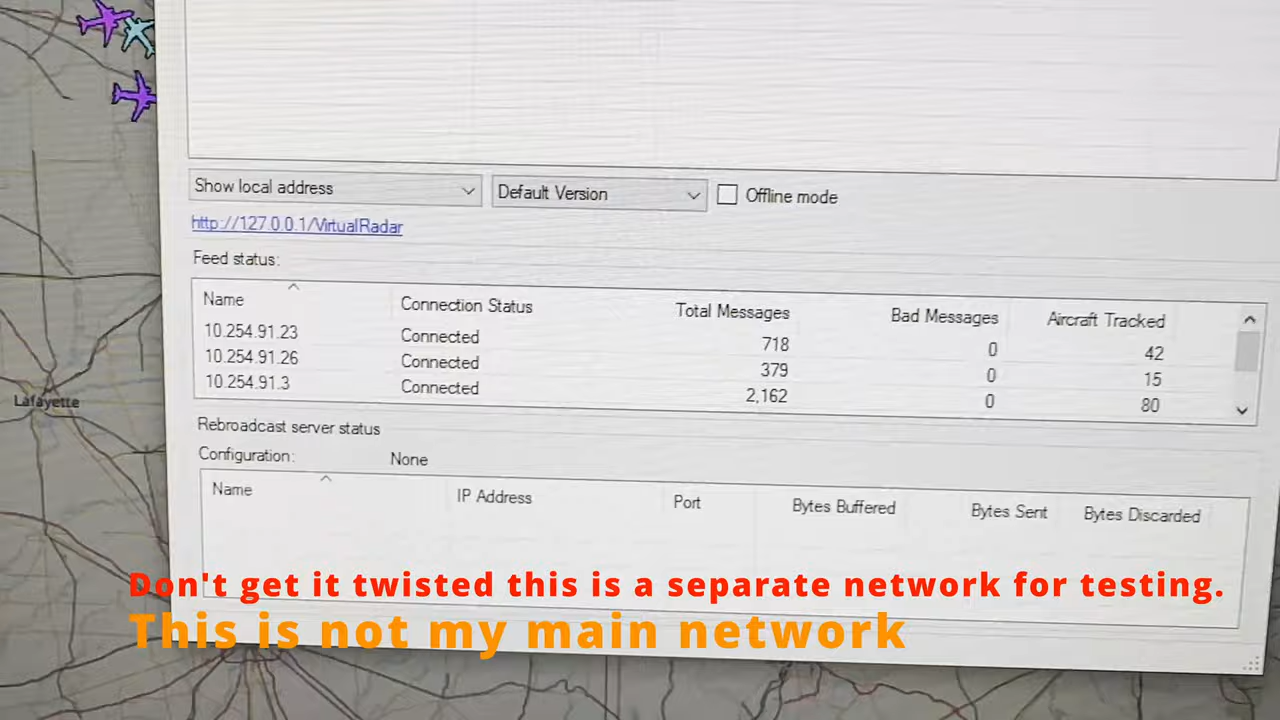 Show local address
Default Version
Offline mode
http://127.0.0.1/VirtualRadar
Feed status:
Name Connection Status Total Messages Bad Messages Aircraft Tracked
10.254.91.23 Connected 718 0 42
10.254.91.26 Connected 379 0 15
10.254.91.3 Connected 2,162 0 80
Lafayette
Rebroadcast server status
Configuration: None
Name IP Address Port Bytes Buffered Bytes Sent Bytes Discarded
Don't get it twisted this is a separate network for testing.
This is not my main network